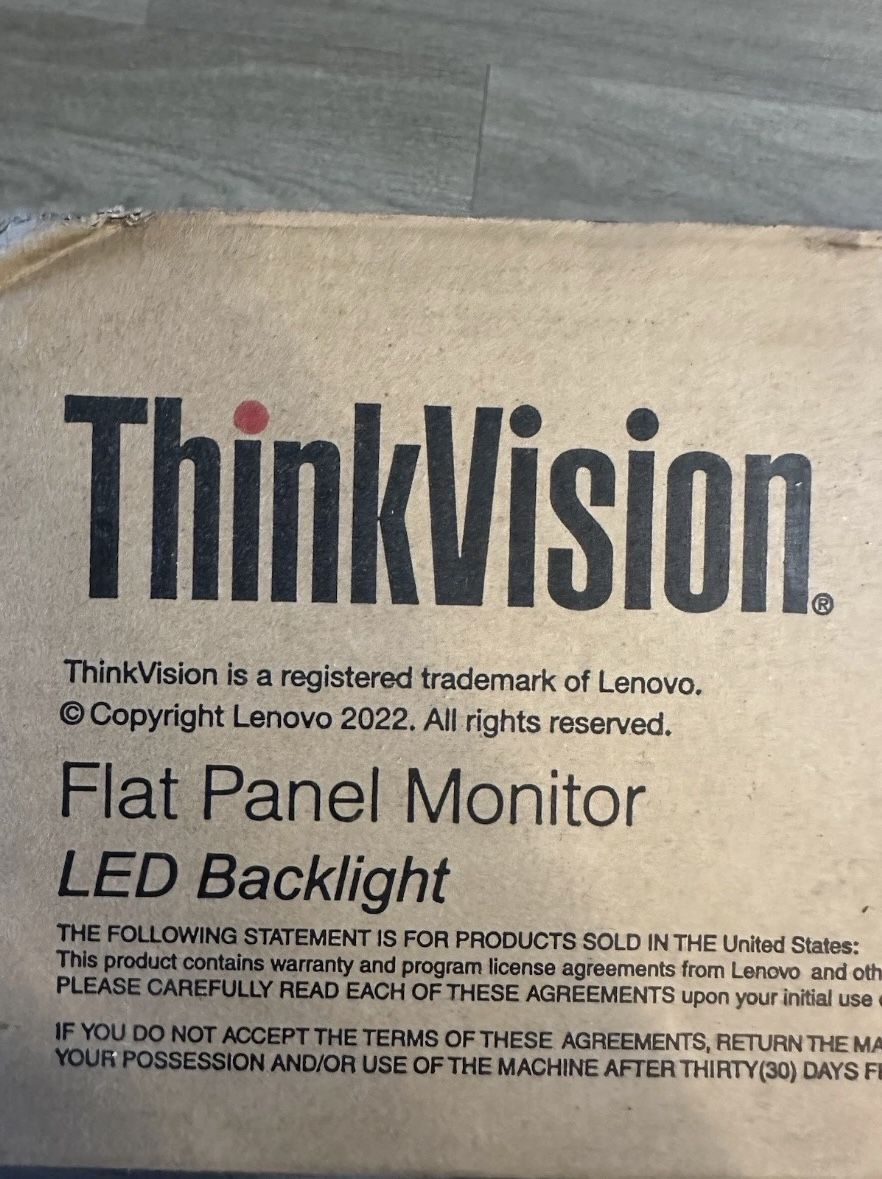 ThinkVision®
ThinkVision is a registered trademark of Lenovo.
© Copyright Lenovo 2022. All rights reserved.
Flat Panel Monitor
LED Backlight
THE FOLLOWING STATEMENT IS FOR PRODUCTS SOLD IN THE United States:
This product contains warranty and program license agreements from Lenovo and
PLEASE CAREFULLY READ EACH OF THESE AGREEMENTS upon your initial use
IF YOU DO NOT ACCEPT THE TERMS OF THESE AGREEMENTS, RETURN THE
YOUR POSSESSION AND/OR USE OF THE MACHINE AFTER THIRTY(30) DAYS